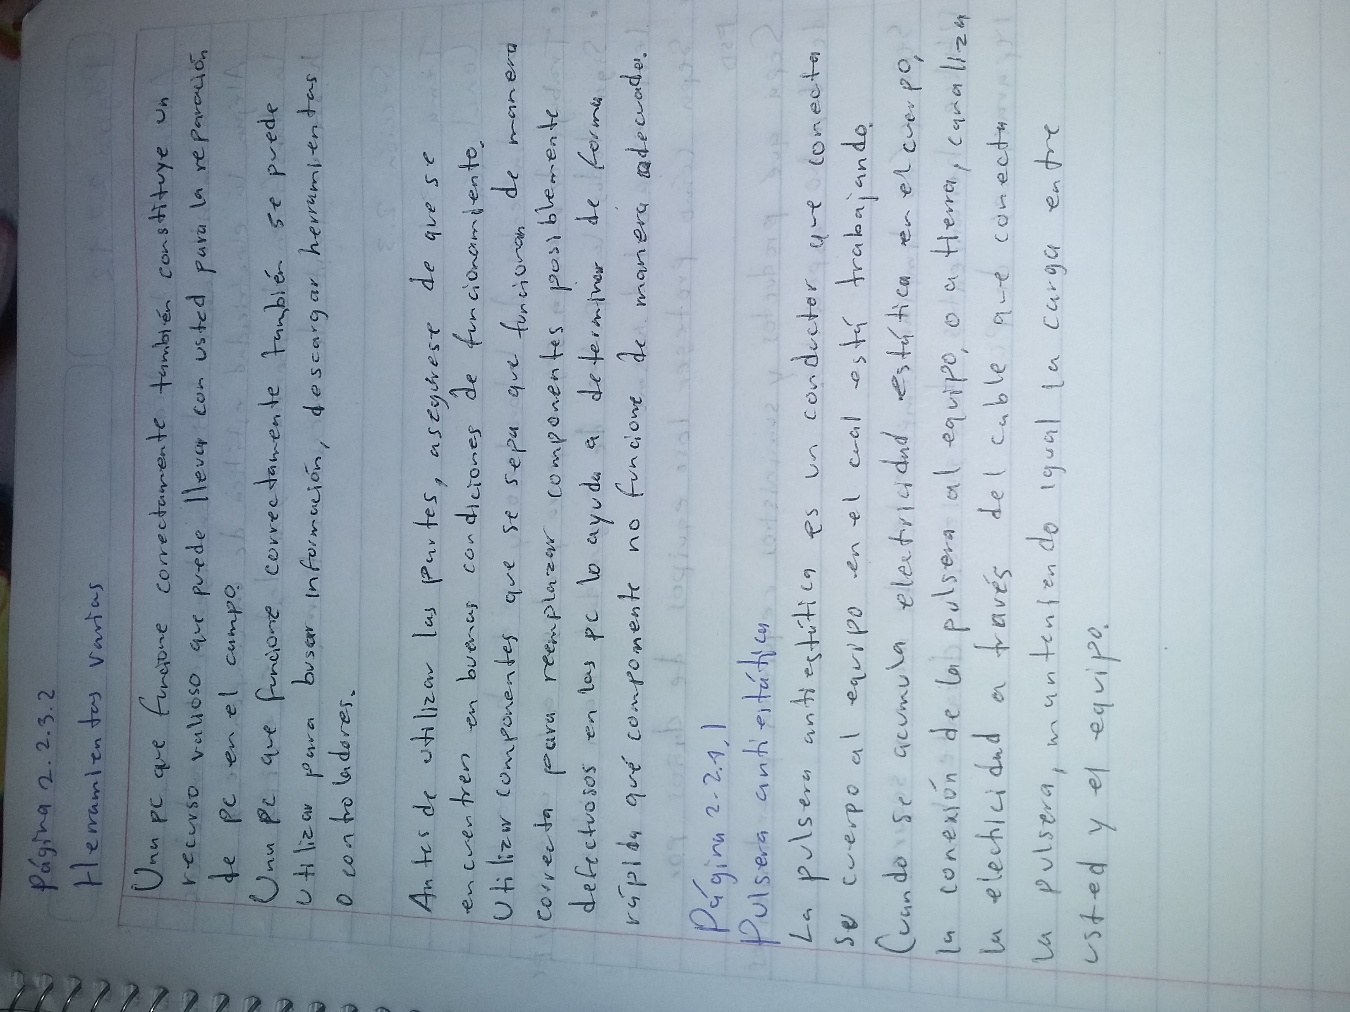 Página 2.2.3.2
Herramientas varias
Una pc que funcione correctamente también constituye un
recurso valioso que puede llevar con usted para la reparación
de pc en el campo.
Una pc que funcione correctamente también se puede
utilizar para buscar información, descargar herramientas
o controladores.
Antes de utilizar las partes, asegurese de que se
encuentren en buenas condiciones de funcionamiento.
Utilizar componentes que se sepa que funcionan de manera
correcta para reemplazar componentes posiblemente
defectuosos en las pc lo ayuda a determinar de forma
rápida qué componente no funcione de manera adecuada.
Página 2.2.4.1
Pulsera antiestática
La pulsera antiestática es un conductor que conecta
su cuerpo al equipo en el cual está trabajando.
Cuando se acumula electricidad estática en el cuerpo,
la conexión de la pulsera al equipo, o a tierra, canaliza
la electicidad a través del cable que conecta
la pulsera, manteniendo igual la carga entre
usted y el equipo.